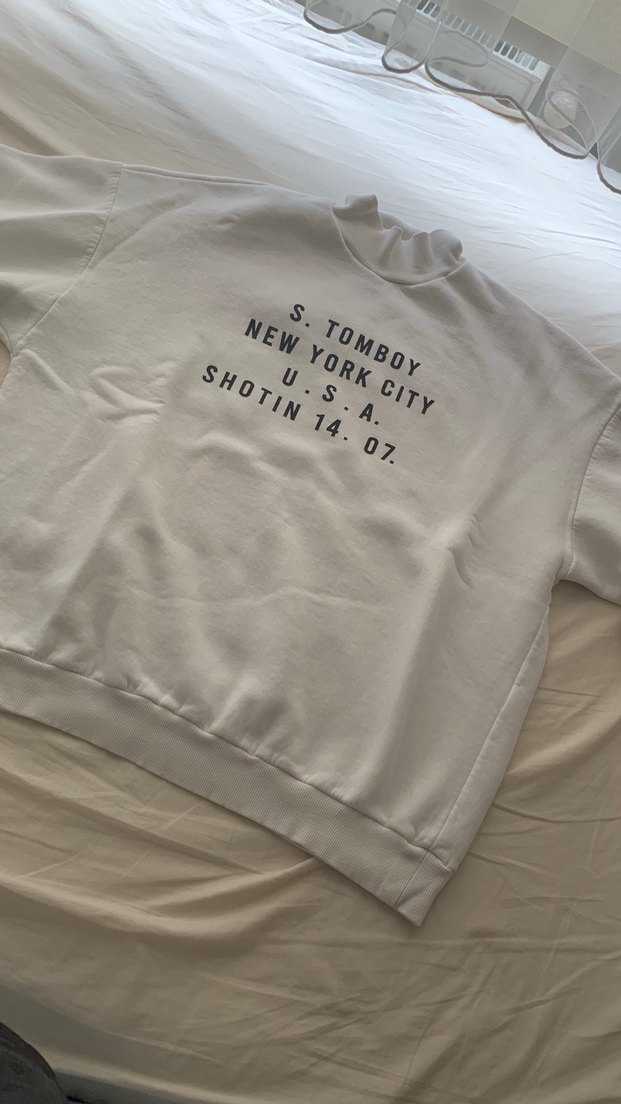 S. TOMBOY
NEW YORK CITY
U . S . A.
SHOTIN 14. 07.